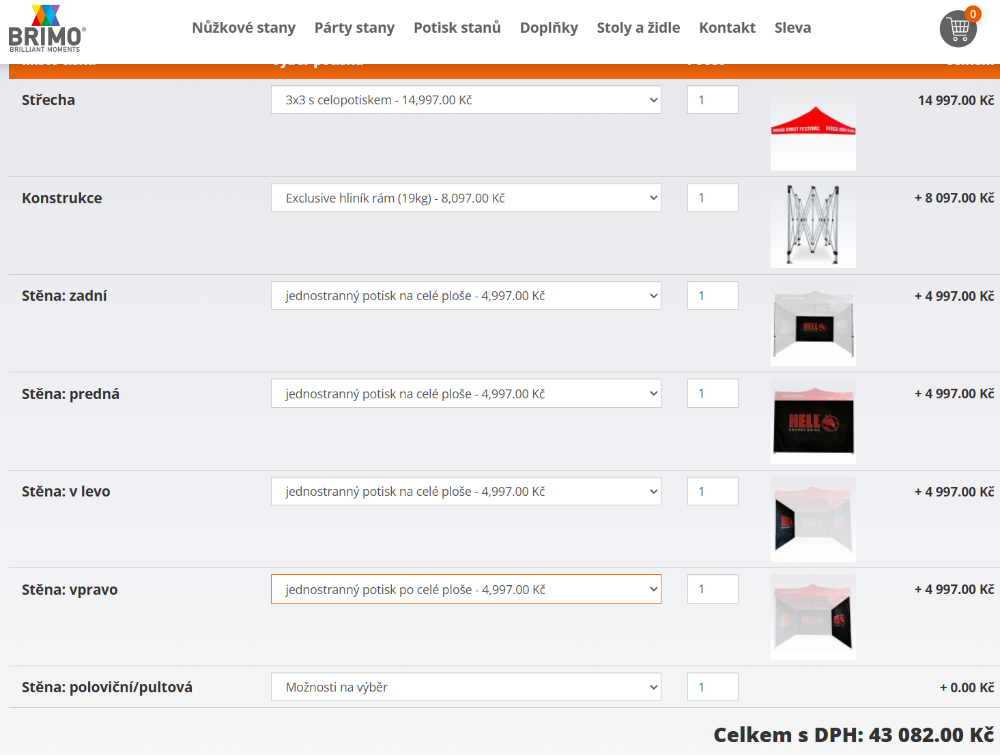 BRIMO®
BRILLIANT MOMENTS
Nůžkové stany Párty stany Potisk stanů Doplňky Stoly a židle Kontakt Sleva
0
Střecha 3x3 s celopotiskem - 14,997.00 Kč 1 14 997.00 Kč
Konstrukce Exclusive hliník rám (19kg) - 8,097.00 Kč 1 + 8 097.00 Kč
Stěna: zadní jednostranný potisk na celé ploše - 4,997.00 Kč 1 + 4 997.00 Kč
HELL
Stěna: predná jednostranný potisk na celé ploše - 4,997.00 Kč 1 + 4 997.00 Kč
HELL
ENERGY DRINK
Stěna: v levo jednostranný potisk na celé ploše - 4,997.00 Kč 1 + 4 997.00 Kč
HELL
Stěna: vpravo jednostranný potisk po celé ploše - 4,997.00 Kč 1 + 4 997.00 Kč
HELL
Stěna: poloviční/pultová Možnosti na výběr 1 + 0.00 Kč
Celkem s DPH: 43 082.00 Kč